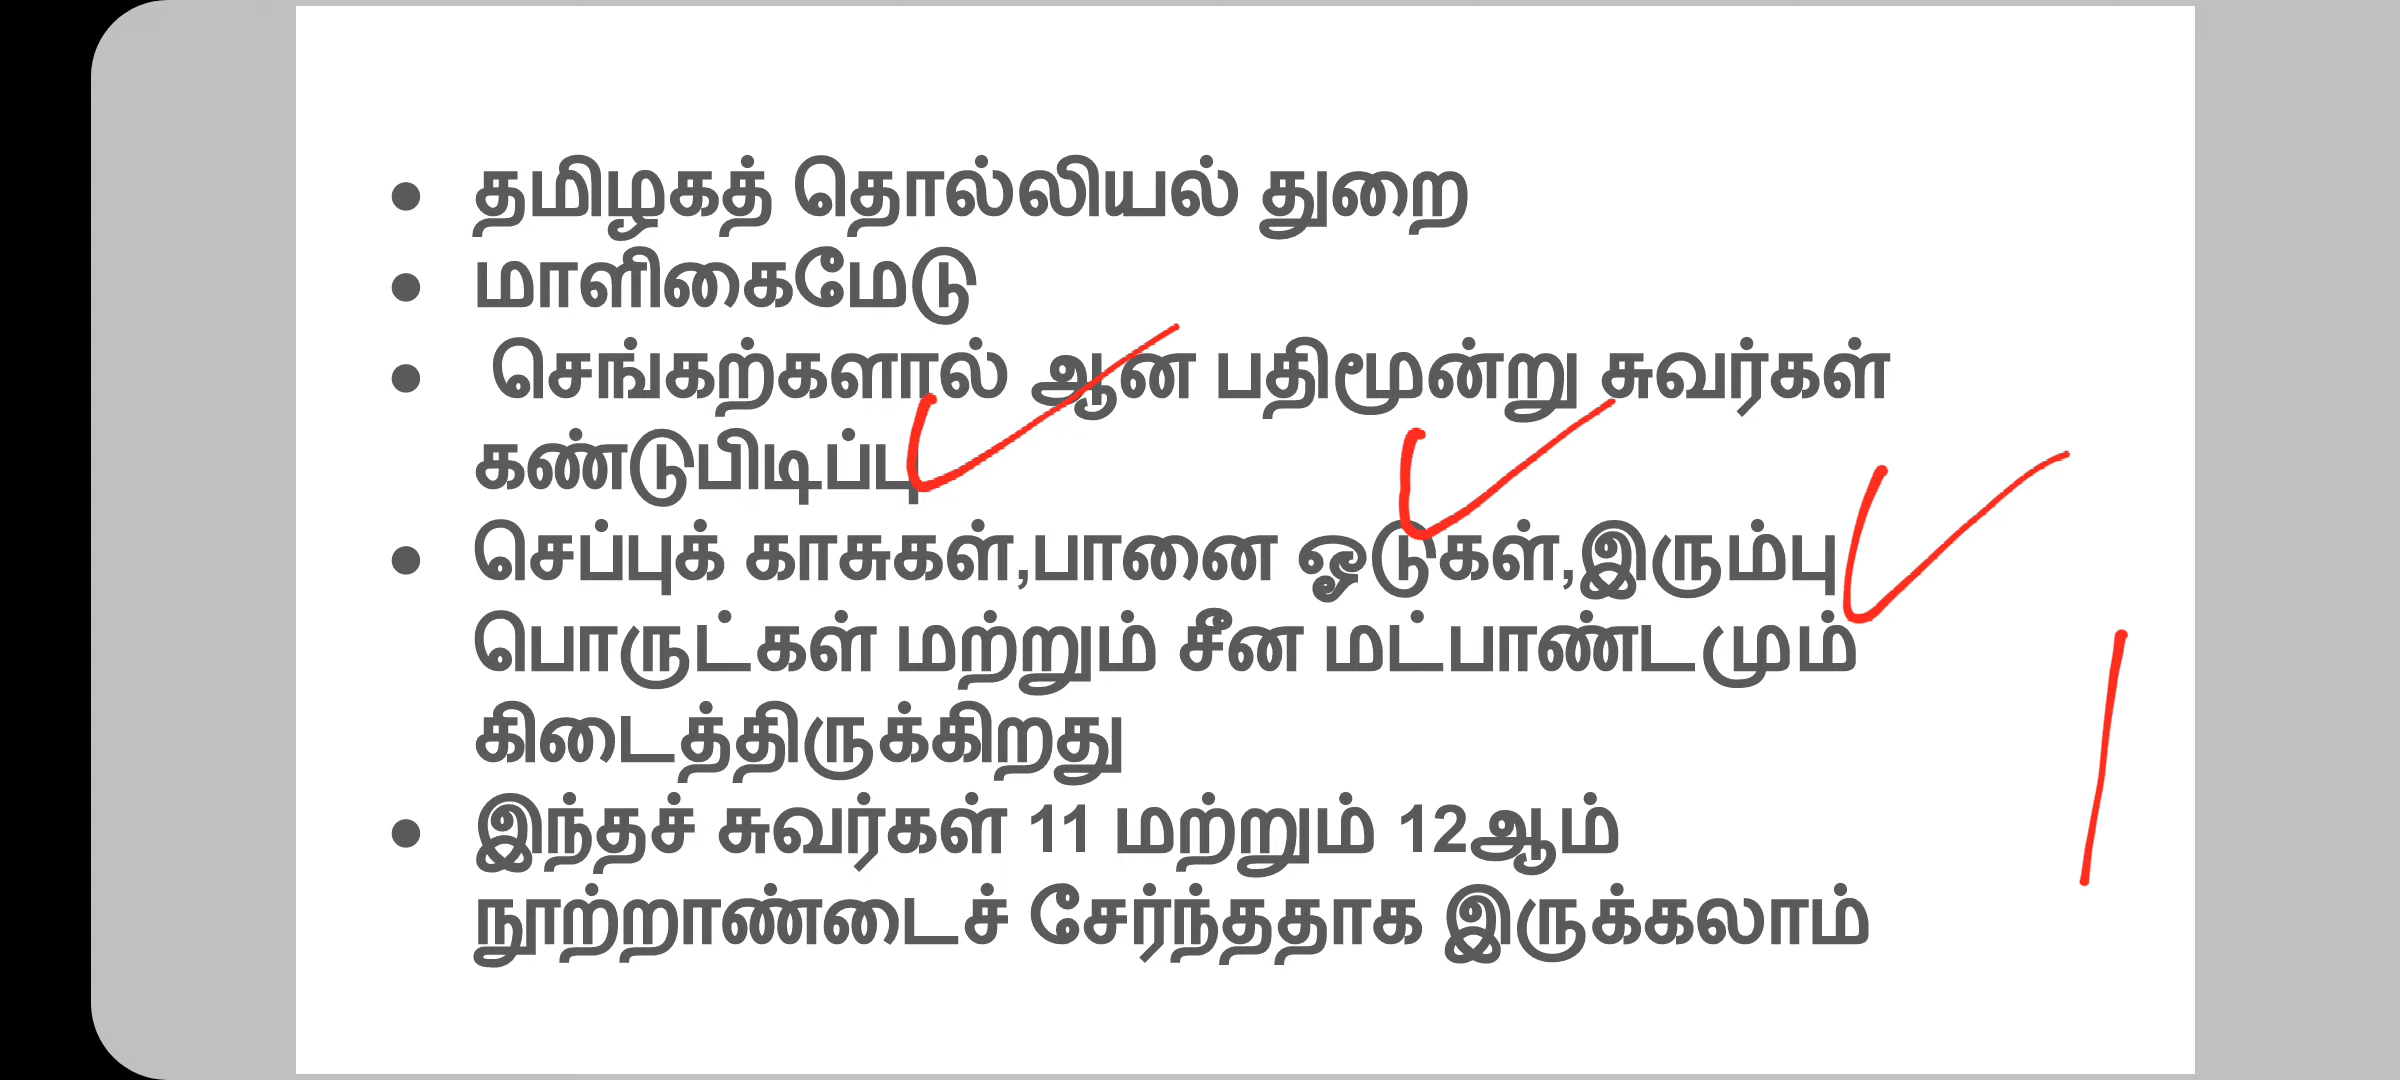 • தமிழகத் தொல்லியல் துறை
• மாளிகைமேடு
• செங்கற்களால் ஆன பதிமூன்று சுவர்கள்
கண்டுபிடிப்பு
• செப்புக் காசுகள்,பானை ஓடுகள்,இரும்பு
பொருட்கள் மற்றும் சீன மட்பாண்டமும்
கிடைத்திருக்கிறது
• இந்தச் சுவர்கள் 11 மற்றும் 12ஆம்
நூற்றாண்டைச் சேர்ந்ததாக இருக்கலாம்